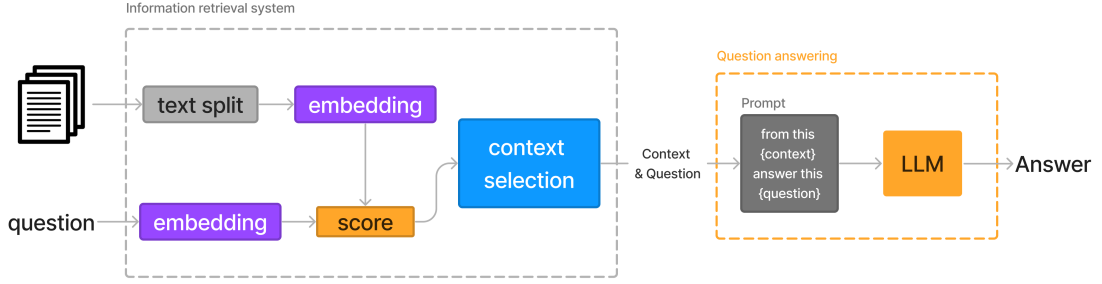 Information retrieval system
text split
embedding
question
embedding
score
context
selection
Context
& Question
Question answering
Prompt
from this
{context}
answer this
{question}
LLM
Answer